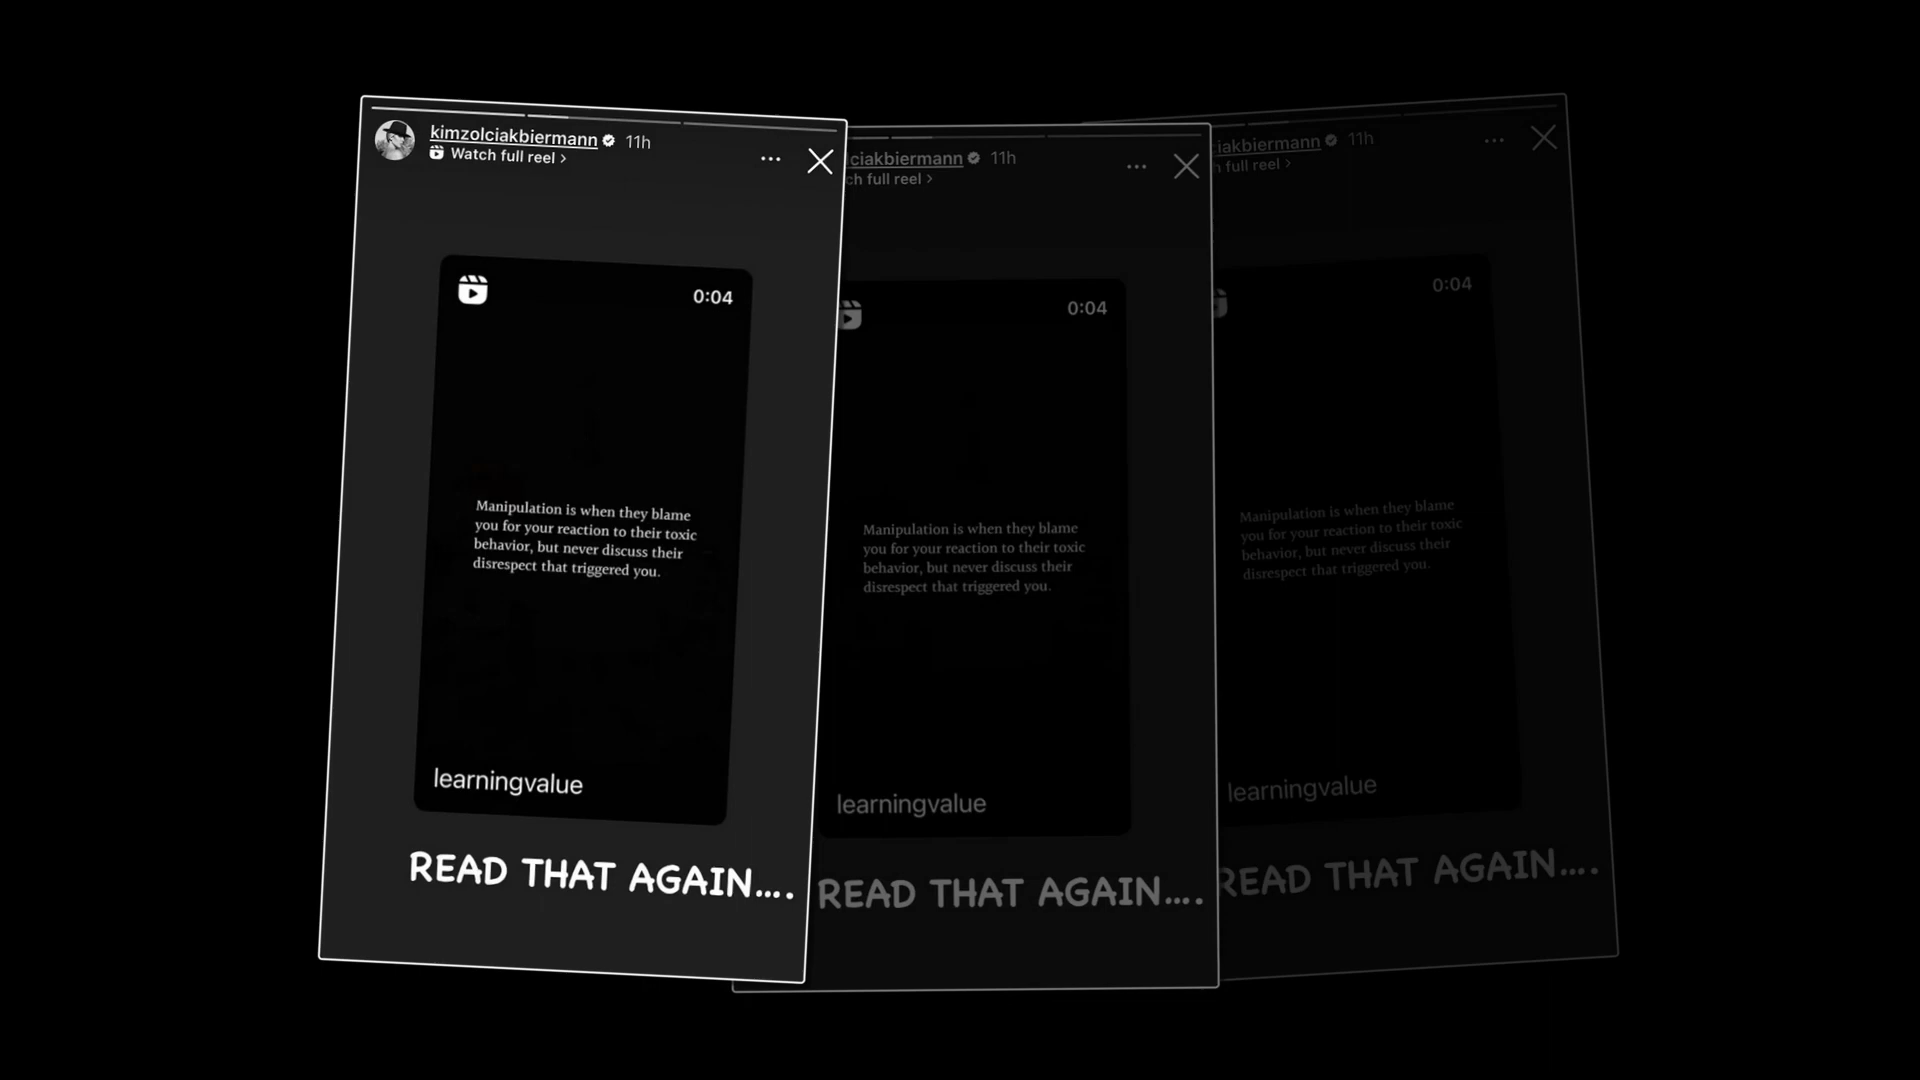 kimzolciakbiermann 11h
Watch full reel >
0:04
Manipulation is when they blame
you for your reaction to their toxic
behavior, but never discuss their
disrespect that triggered you.
learningvalue
READ THAT AGAIN....
lciakbiermann 11h
ch full reel >
0:04
Manipulation is when they blame
you for your reaction to their toxic
behavior, but never discuss their
disrespect that triggered you.
learningvalue
READ THAT AGAIN....
iakbiermann 11h
h full reel >
0:04
Manipulation is when they blame
you for your reaction to their toxic
behavior, but never discuss their
disrespect that triggered you.
learningvalue
READ THAT AGAIN....